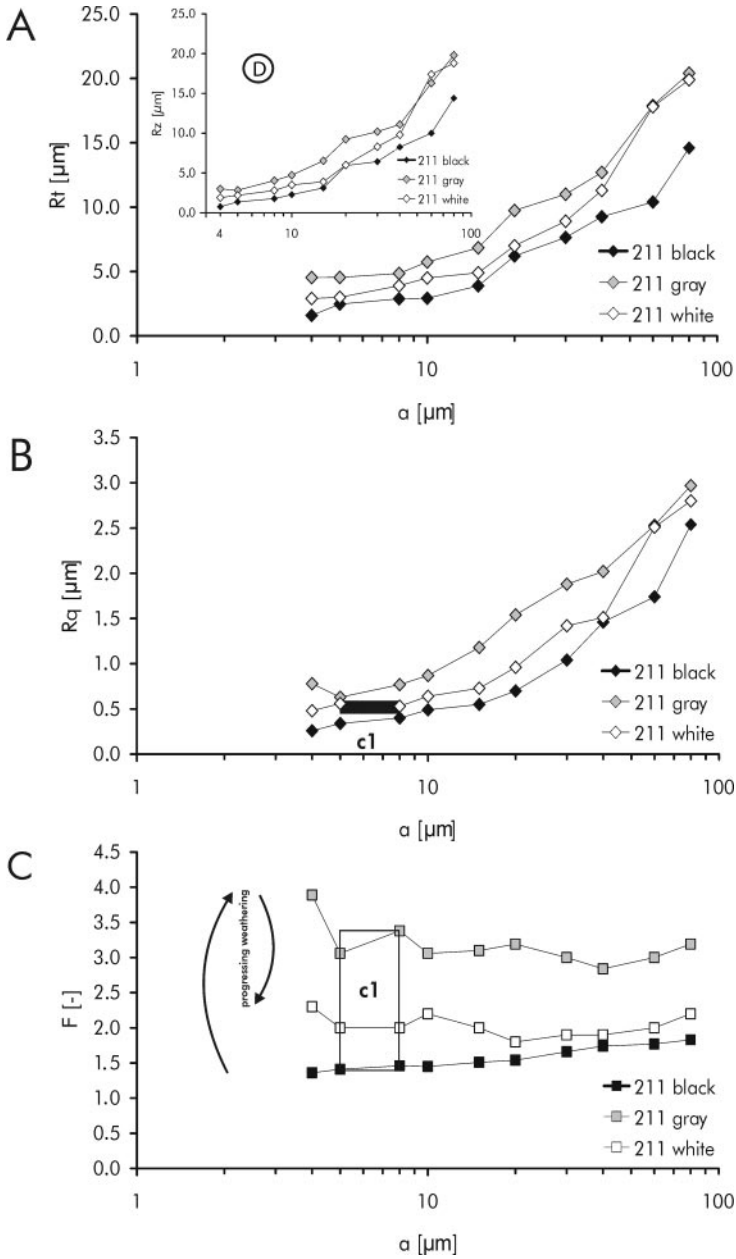 A
25.0
20.0
15.0
10.0
5.0
0.0
Rt [µm]
1
10
100
α [µm]
211 black
211 gray
211 white
D
25.0
20.0
15.0
10.0
5.0
0.0
Rz [µm]
4
10
100
211 black
211 gray
211 white
B
3.5
3.0
2.5
2.0
1.5
1.0
0.5
0.0
Rq [µm]
c1
1
10
100
α [µm]
211 black
211 gray
211 white
C
4.5
4.0
3.5
3.0
2.5
2.0
1.5
1.0
0.5
0.0
F [-]
progressing weathering
c1
1
10
100
α [µm]
211 black
211 gray
211 white